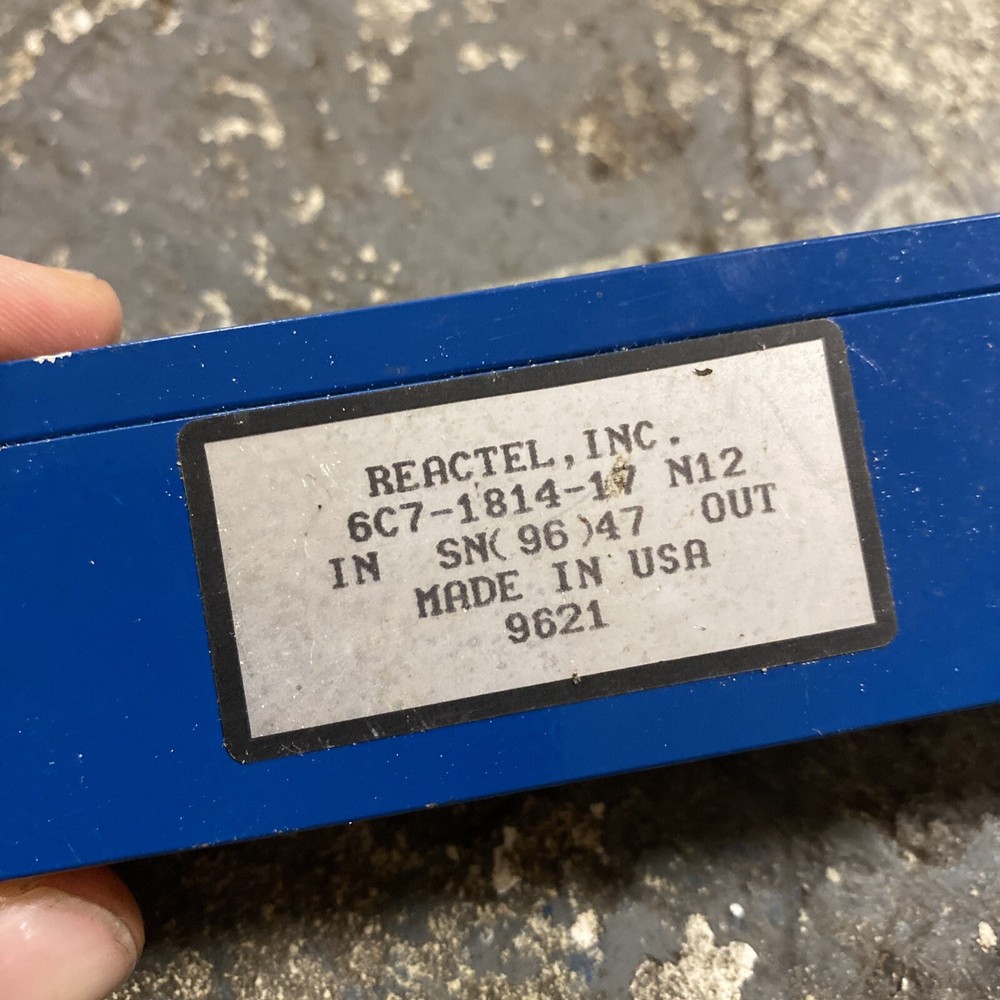 REACTEL, INC.
6C7-1814-17 N12
IN SN(96)47 OUT
MADE IN USA
9621